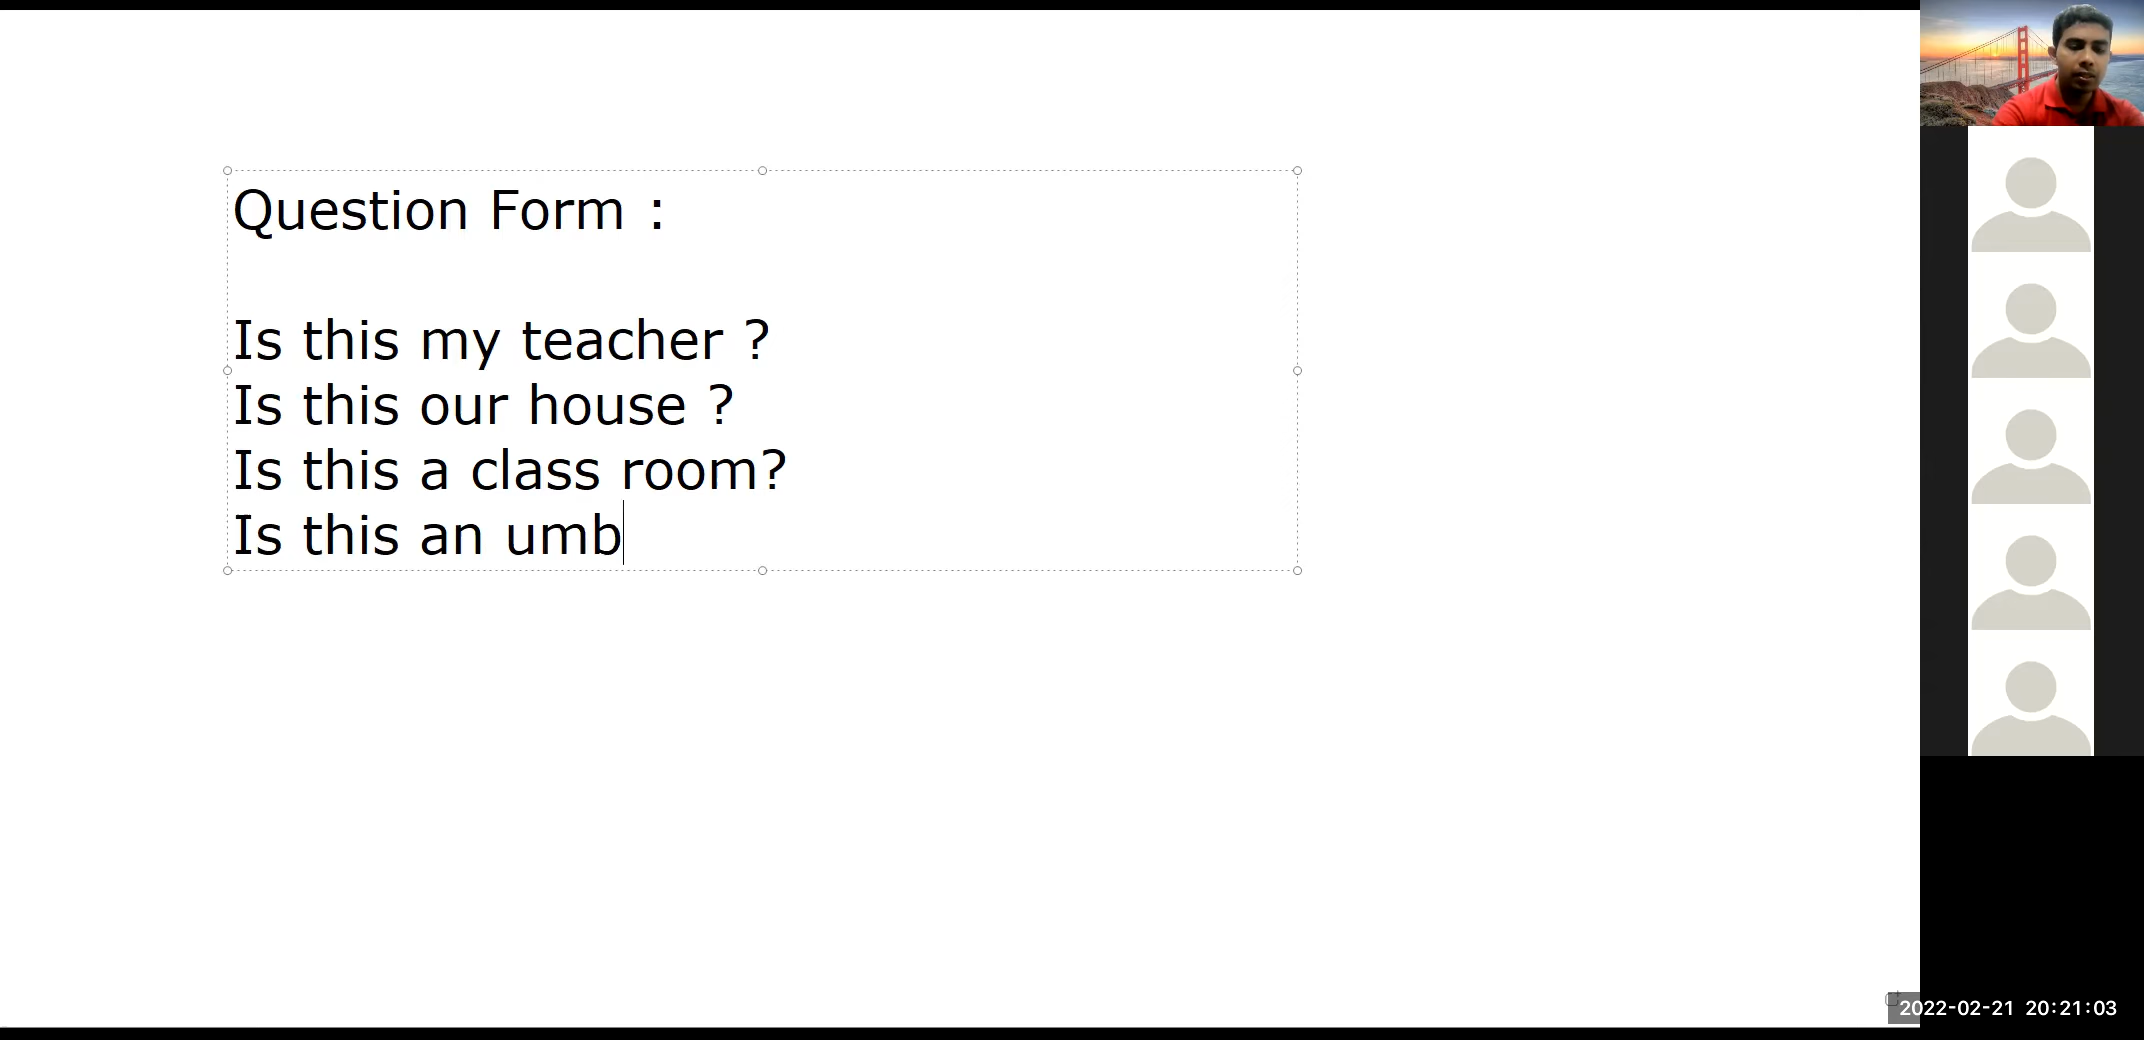 Question Form :
Is this my teacher ?
Is this our house ?
Is this a class room?
Is this an umb
2022-02-21 20:21:03